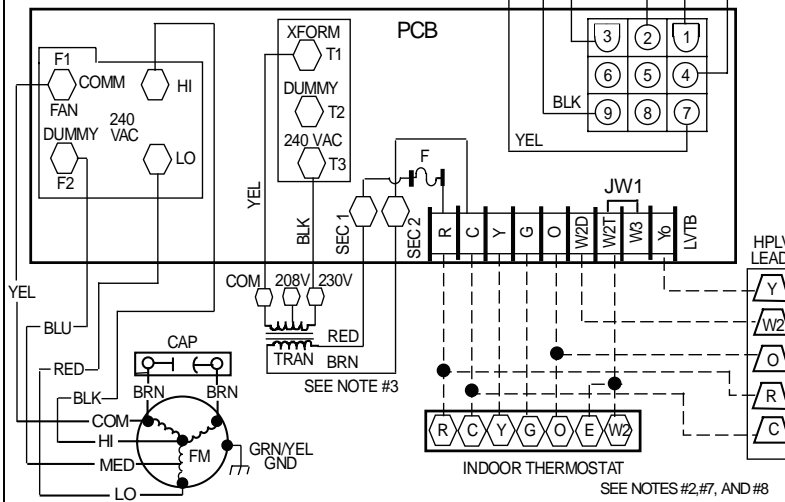 PCB
XFORM
T1
DUMMY
T2
240 VAC
T3
F1
COMM
HI
FAN
240
VAC
DUMMY
F2
LO
3 2 1
6 5 4
9 8 7
BLK
YEL
YEL
BLK
F
SEC 1
SEC 2
JW1
R C Y G O W2D W2T W3 Yo
LVTB
HPLV
LEAD
Y
W2
O
R
C
COM 208V 230V
RED
TRAN
BRN
SEE NOTE #3
YEL
BLU
RED
BLK
CAP
BRN
BRN
COM
HI
MED
LO
FM
GRN/YEL
GND
R C Y G O E W2
INDOOR THERMOSTAT
SEE NOTES #2,#7, AND #8